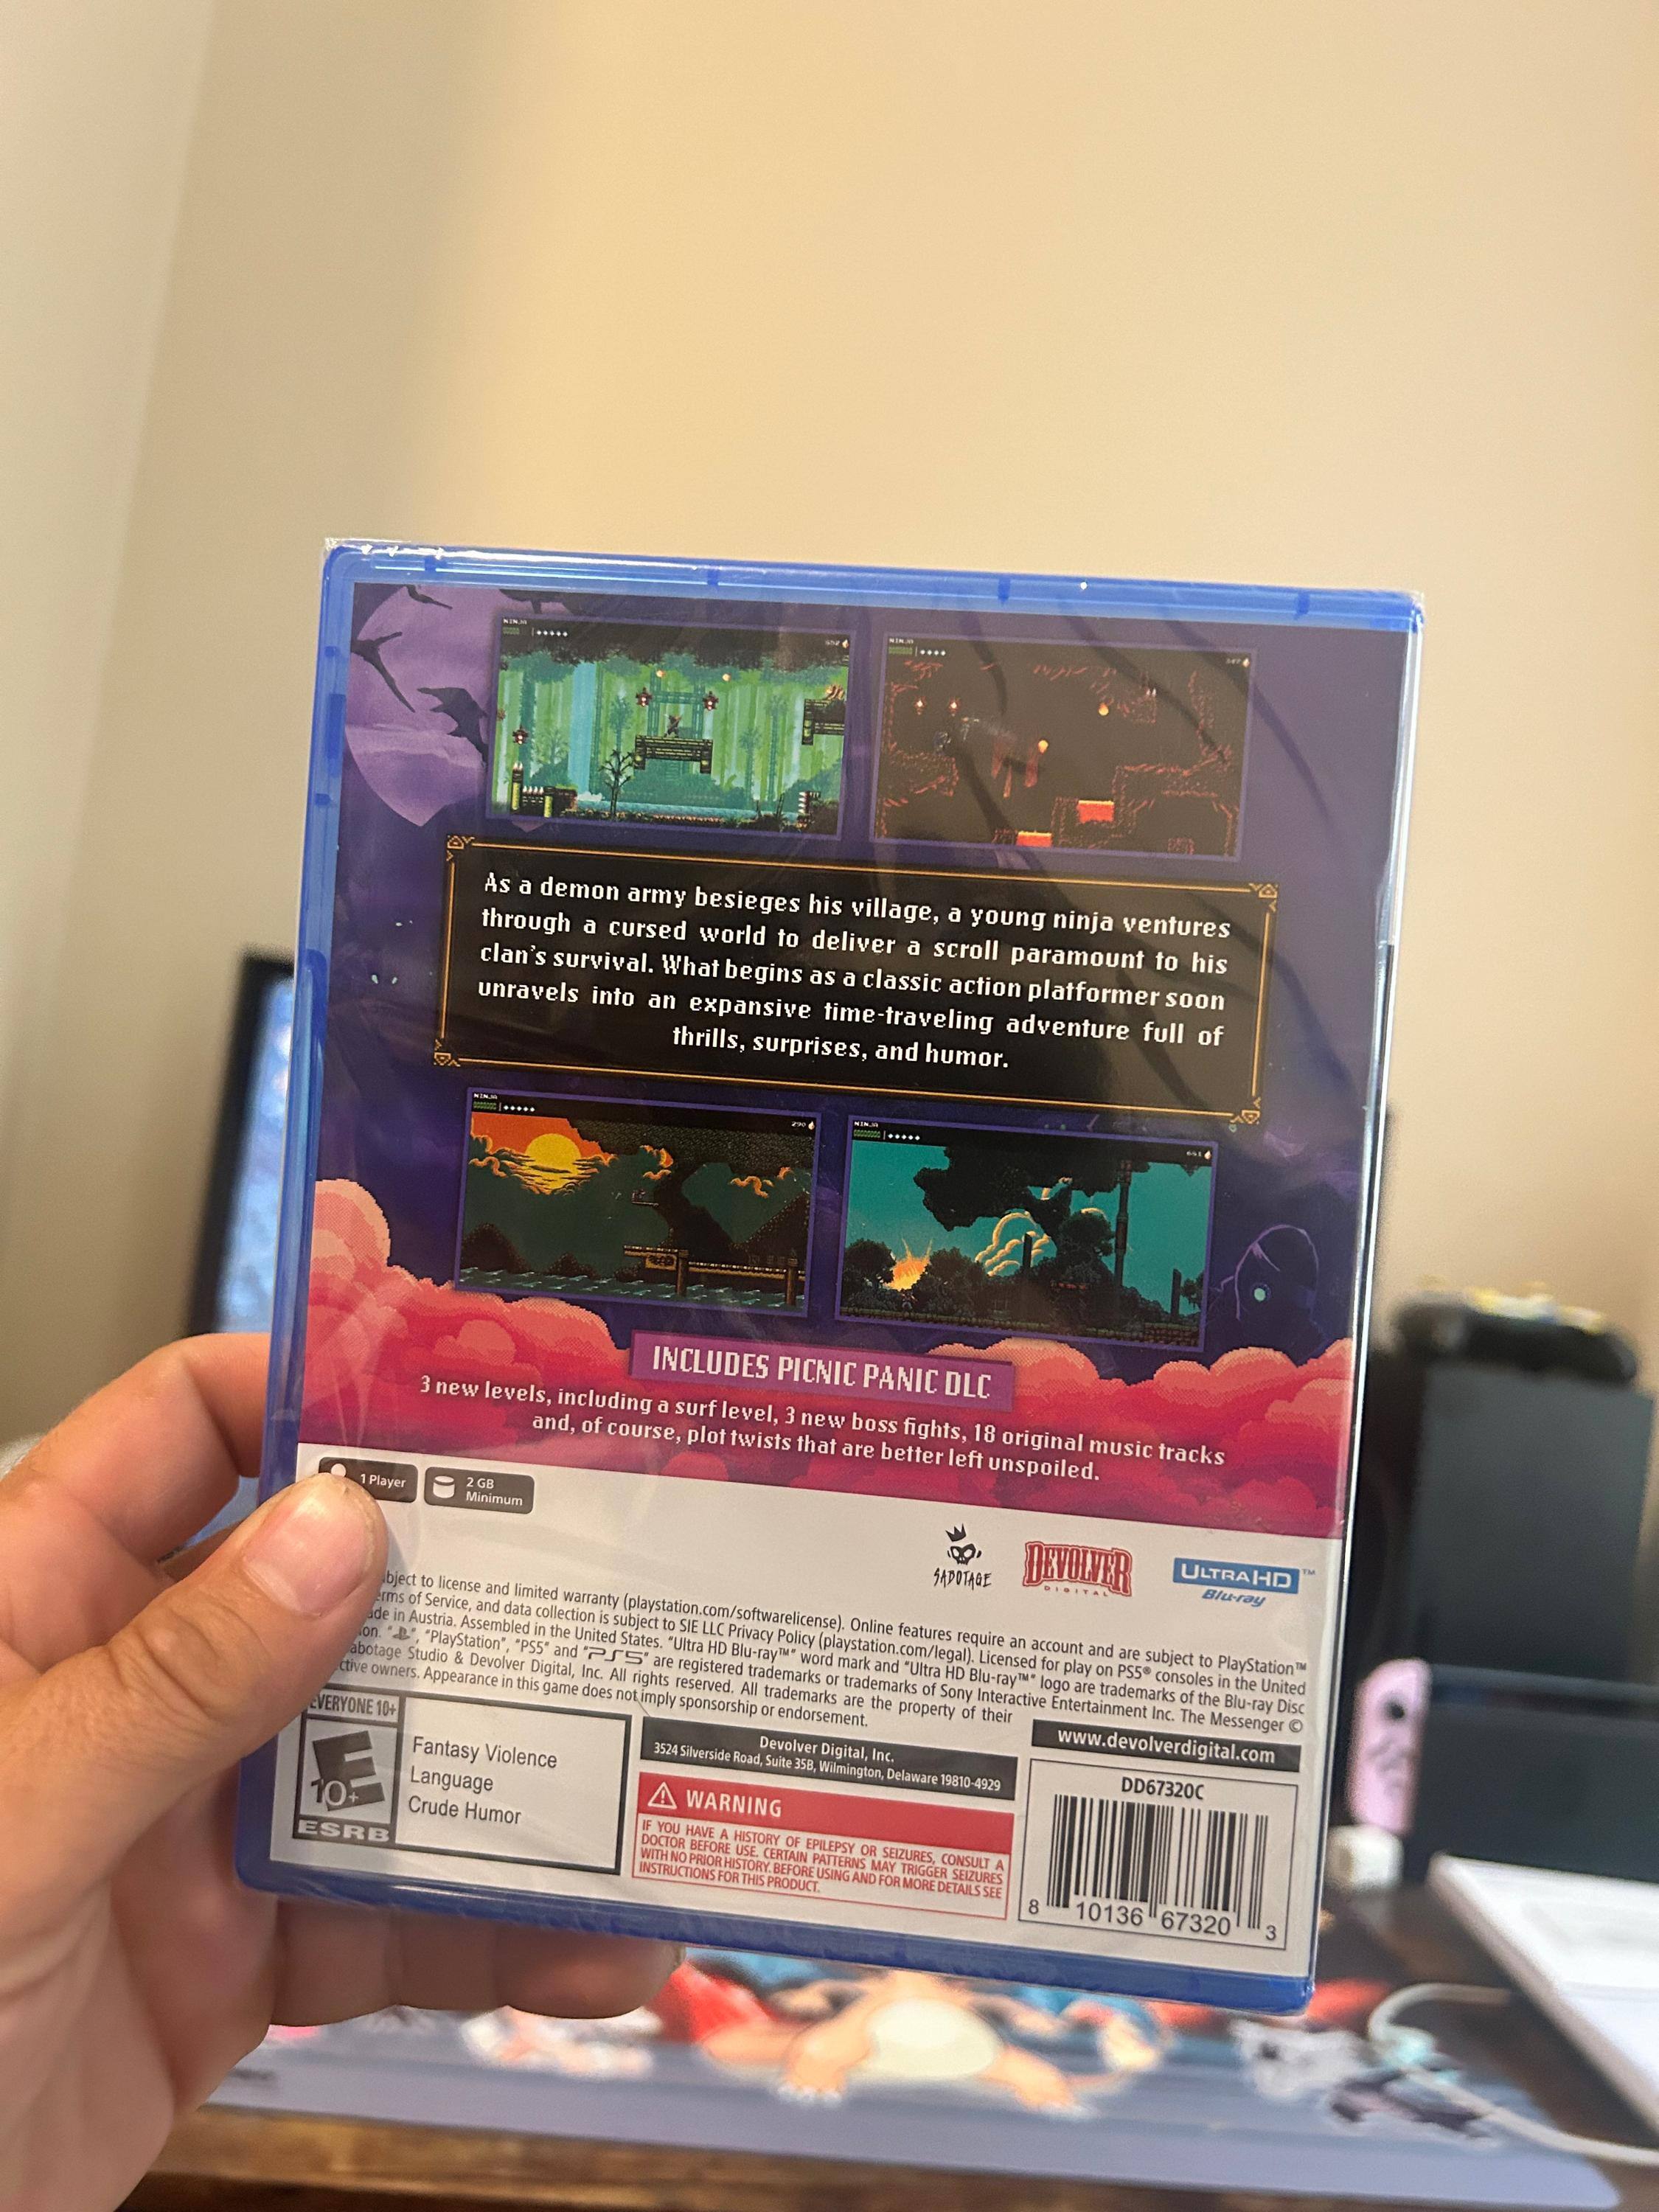 NINJA
552
NINJA
As a demon army besieges his village, a young ninja ventures
through a cursed world to deliver a scroll paramount to his
clan's survival. What begins as a classic action platformer soon
unravels into an expansive time-traveling adventure full of
thrills, surprises, and humor.
NINJA
290
NINJA
INCLUDES PICNIC PANIC DLC
3 new levels, including a surf level, 3 new boss fights, 18 original music tracks
and, of course, plot twists that are better left unspoiled.
1 Player
2 GB
Minimum
SABOTAGE
DEVOLVER
DIGITAL
ULTRA HD™
Blu-ray
to license and limited warranty (playstation.com/softwarelicense). Online features require an account and are subject to PlayStation™
of Service, and data collection is subject to SIE LLC Privacy Policy (playstation.com/legal). Licensed for play on PS5® consoles in the United
in Austria. Assembled in the United States. "Ultra HD Blu-ray™" word mark and "Ultra HD Blu-ray™" logo are trademarks of the Blu-ray Disc
"PlayStation", "PS5" and "PS5" are registered trademarks or trademarks of Sony Interactive Entertainment Inc. The Messenger ©
Studio & Devolver Digital, Inc. All rights reserved. All trademarks are the property of their
owners. Appearance in this game does not imply sponsorship or endorsement.
EVERYONE 10+
E
10+
ESRB
Fantasy Violence
Language
Crude Humor
Devolver Digital, Inc.
3524 Silverside Road, Suite 35B, Wilmington, Delaware 19810-4929
WARNING
IF YOU HAVE A HISTORY OF EPILEPSY OR SEIZURES, CONSULT A
DOCTOR BEFORE USE. CERTAIN PATTERNS MAY TRIGGER SEIZURES
WITH NO PRIOR HISTORY. BEFORE USING AND FOR MORE DETAILS SEE
INSTRUCTIONS FOR THIS PRODUCT.
www.devolverdigital.com
DD67320C
8 10136 67320 3